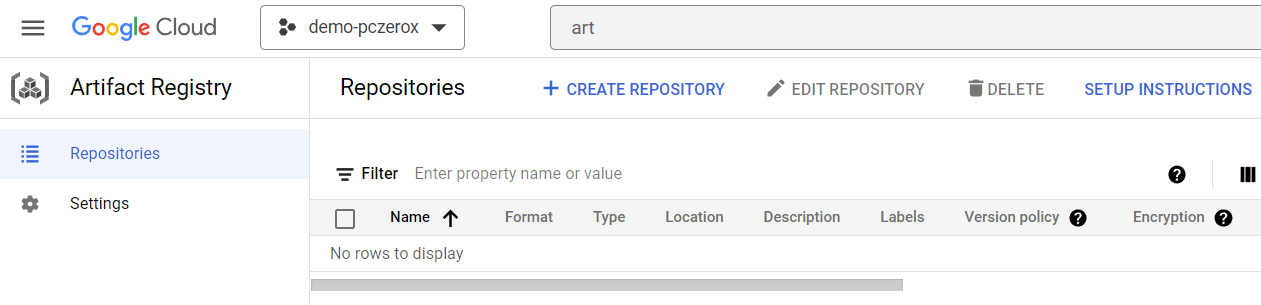 Google Cloud demo-pczerox art
Artifact Registry Repositories CREATE REPOSITORY EDIT REPOSITORY DELETE SETUP INSTRUCTIONS
Repositories
Filter Enter property name or value ?
Settings
Name Format Type Location Description Labels Version policy ? Encryption ?
No rows to display